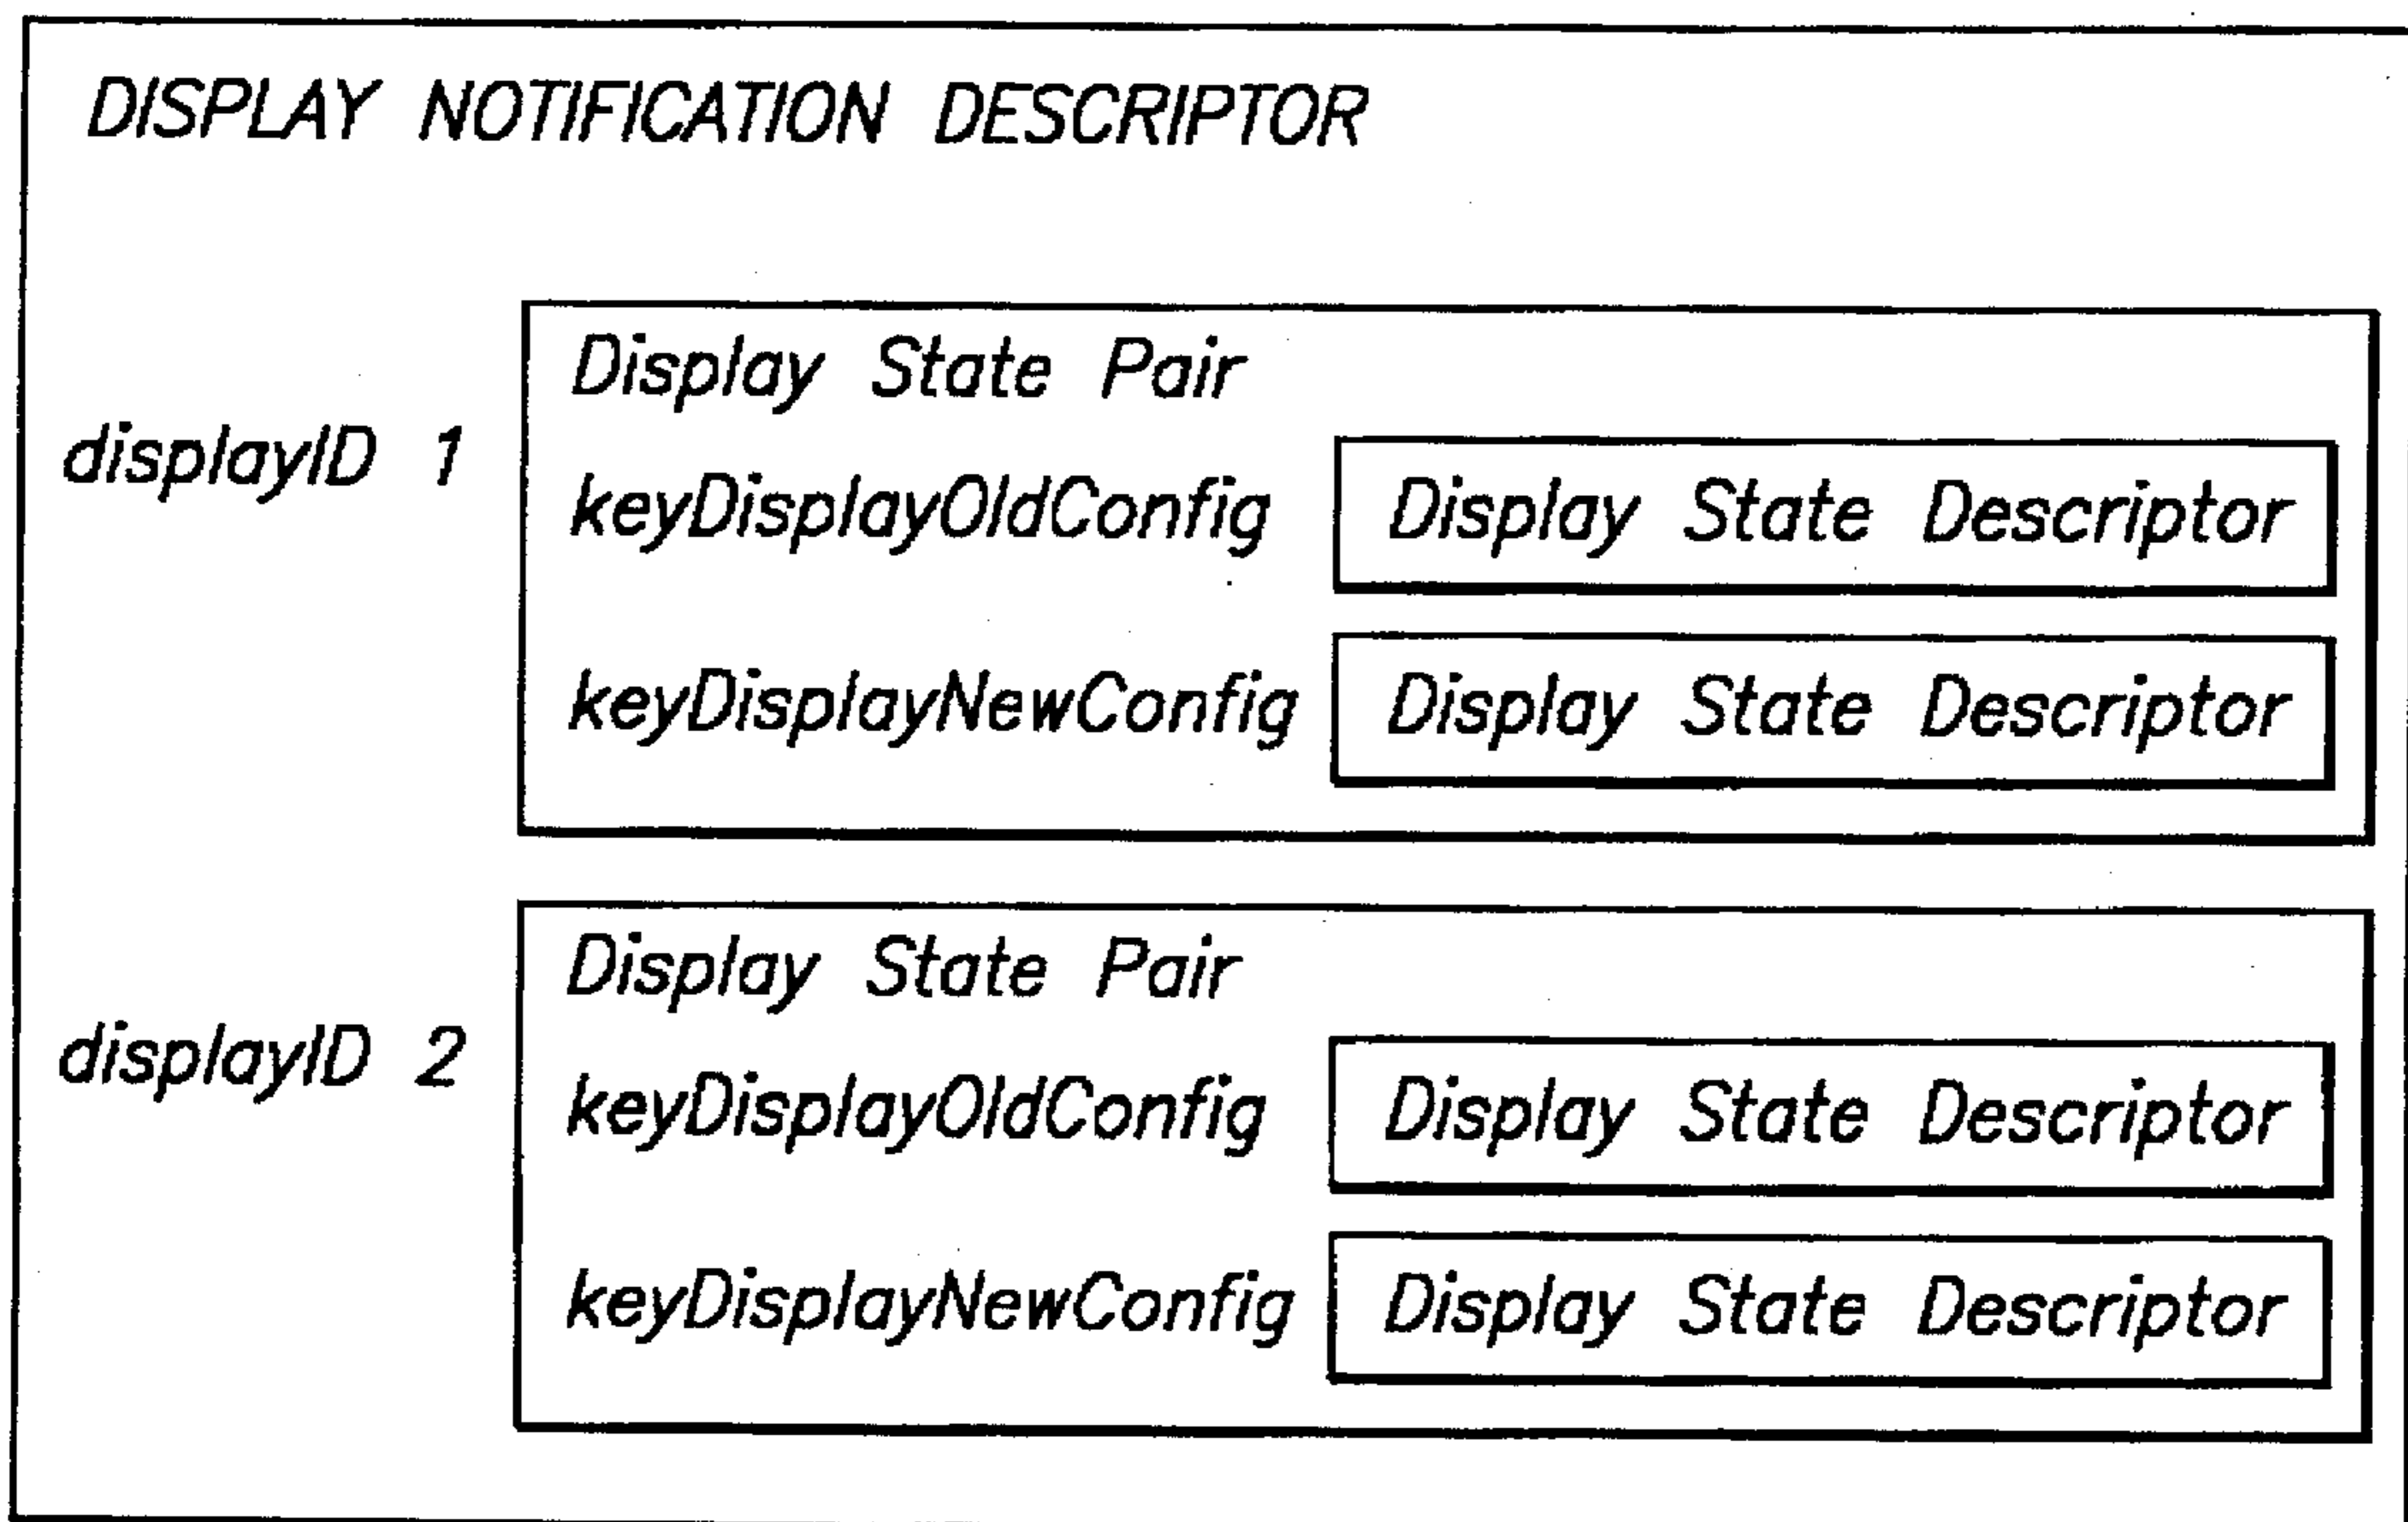 DISPLAY NOTIFICATION DESCRIPTOR
displayID 1
Display State Pair
keyDisplayOldConfig Display State Descriptor
keyDisplayNewConfig Display State Descriptor
displayID 2
Display State Pair
keyDisplayOldConfig Display State Descriptor
keyDisplayNewConfig Display State Descriptor